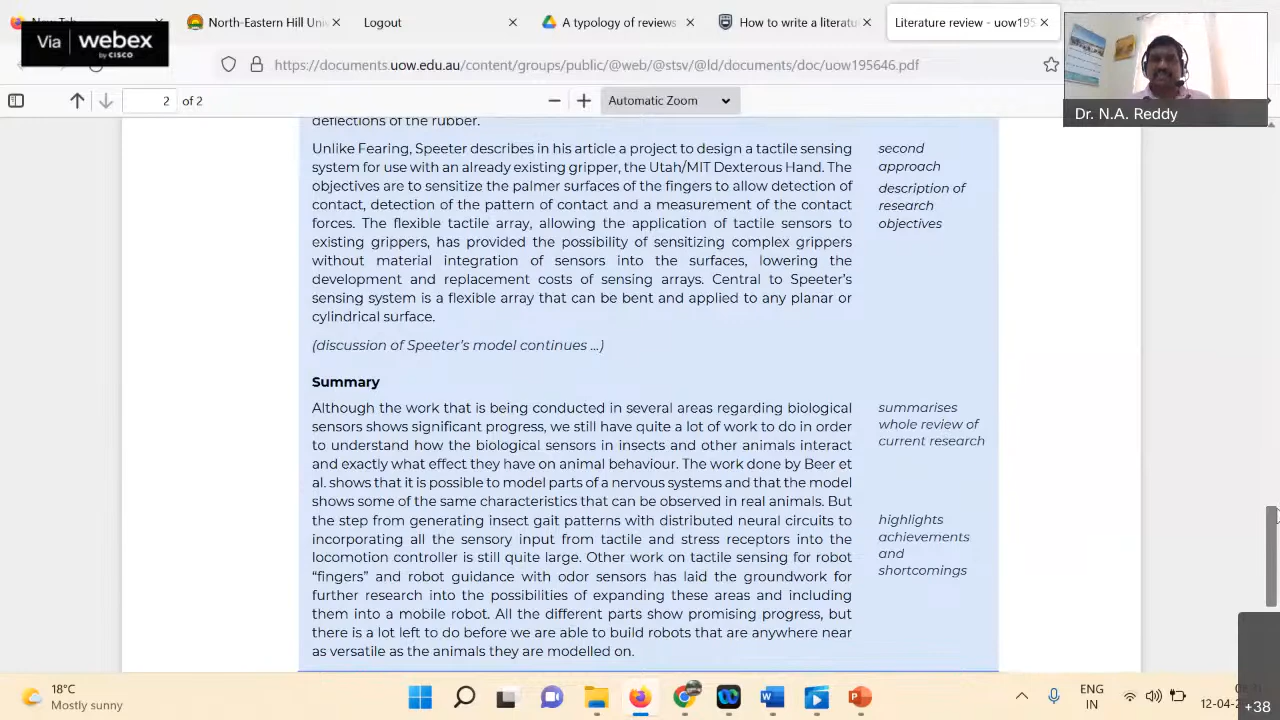 New Tab
North-Eastern Hill Uni
Logout
A typology of reviews
How to write a literatu
Literature review - uow195
Via webex
by CISCO
https://documents.uow.edu.au/content/
public/@web/@stsv/@ld/documents
uow195646.pdf
2 of 2
Automatic Zoom
Dr. N.A. Reddy
deflection of the rubber.
Unlike Fearing, Speeter describes in his article a project to design a tactile sensing
system for use with an already existing gripper, the Utah/MIT Dexterous Hand. The
objectives are to sensitize the palmer surfaces of the fingers to allow detection of
contact, detection of the pattern of contact and a measurement of the contact
forces. The flexible tactile array, allowing the application of tactile sensors to
existing grippers, has provided the possibility of sensitizing complex grippers
without material integration of sensors into the surfaces, lowering the
development and replacement costs of sensing arrays. Central to Speeter's
sensing system is a flexible array that can be bent and applied to any planar or
cylindrical surface.
second
approach
description of
research
objectives
(discussion of Speeter's model continues ...)
Summary
Although the work that is being conducted in several areas regarding biological
sensors shows significant progress, we still have quite a lot of work to do in order
to understand how the biological sensors in insects and other animals interact
and exactly what effect they have on animal behaviour. The work done by Beer et
al. shows that it is possible to model parts of a nervous systems and that the model
shows some of the same characteristics that can be observed in real animals. But
the step from generating insect gait patterns with distributed neural circuits to
incorporating all the sensory input from tactile and stress receptors into the
locomotion controller is still quite large. Other work on tactile sensing for robot
"fingers" and robot guidance with odor sensors has laid the groundwork for
further research into the possibilities of expanding these areas and including
them into a mobile robot. All the different parts show promising progress, but
there is a lot left to do before we are able to build robots that are anywhere near
as versatile as the animals they are modelled on.
summarises
whole review of
current research
highlights
achievements
and
shortcomings
18°C
Mostly sunny
ENG
IN
12-04-2
+38